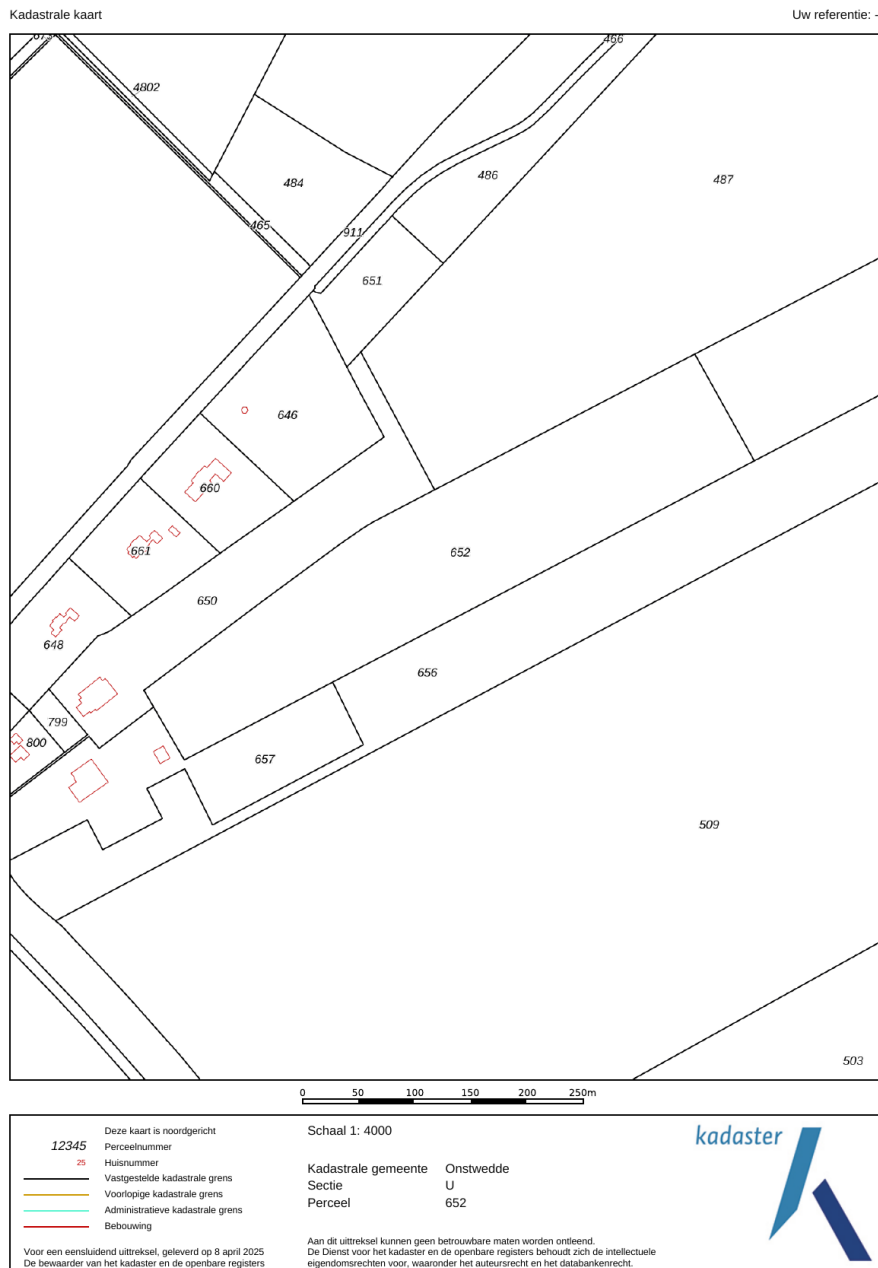 Kadastrale kaart
Uw referentie: -
673
466
4802
484
486
487
465
911
651
646
660
661
650
652
648
656
799
800
657
509
503
0 50 100 150 200 250m
Deze kaart is noordgericht
12345 Perceelnummer
25 Huisnummer
Vastgestelde kadastrale grens
Voorlopige kadastrale grens
Administratieve kadastrale grens
Bebouwing
Voor een eensluidend uittreksel, geleverd op 8 april 2025
De bewaarder van het kadaster en de openbare registers
Schaal 1: 4000
Kadastrale gemeente Onstwedde
Sectie U
Perceel 652
Aan dit uittreksel kunnen geen betrouwbare maten worden ontleend.
De Dienst voor het kadaster en de openbare registers behoudt zich de intellectuele
eigendomsrechten voor, waaronder het auteursrecht en het databankenrecht.
kadaster